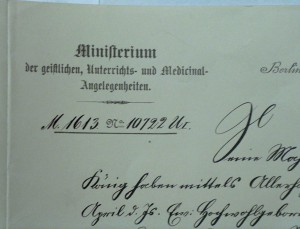 Ministerium
der geistlichen, Unterrichts- und Medicinal-
Angelegenheiten.
Berlin
M. 1613 No 10722 UI.
Seine Maj
König haben mittels Allerh
April d. Js. Ew. Hochwohlgebor